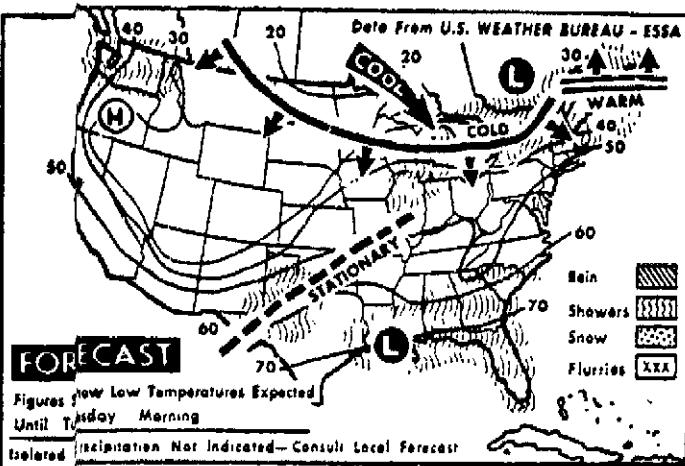 Data From U.S. WEATHER BUREAU - ESSA
40
30
20
20
30
COOL
L
WARM
H
COLD
40
50
50
STATIONARY
60
60
70
70
L
Rain
Showers
Snow
Flurries XXX
FORECAST
Figures Low Temperatures Expected
Until Morning
Isolated Precipitation Not Indicated—Consult Local Forecast